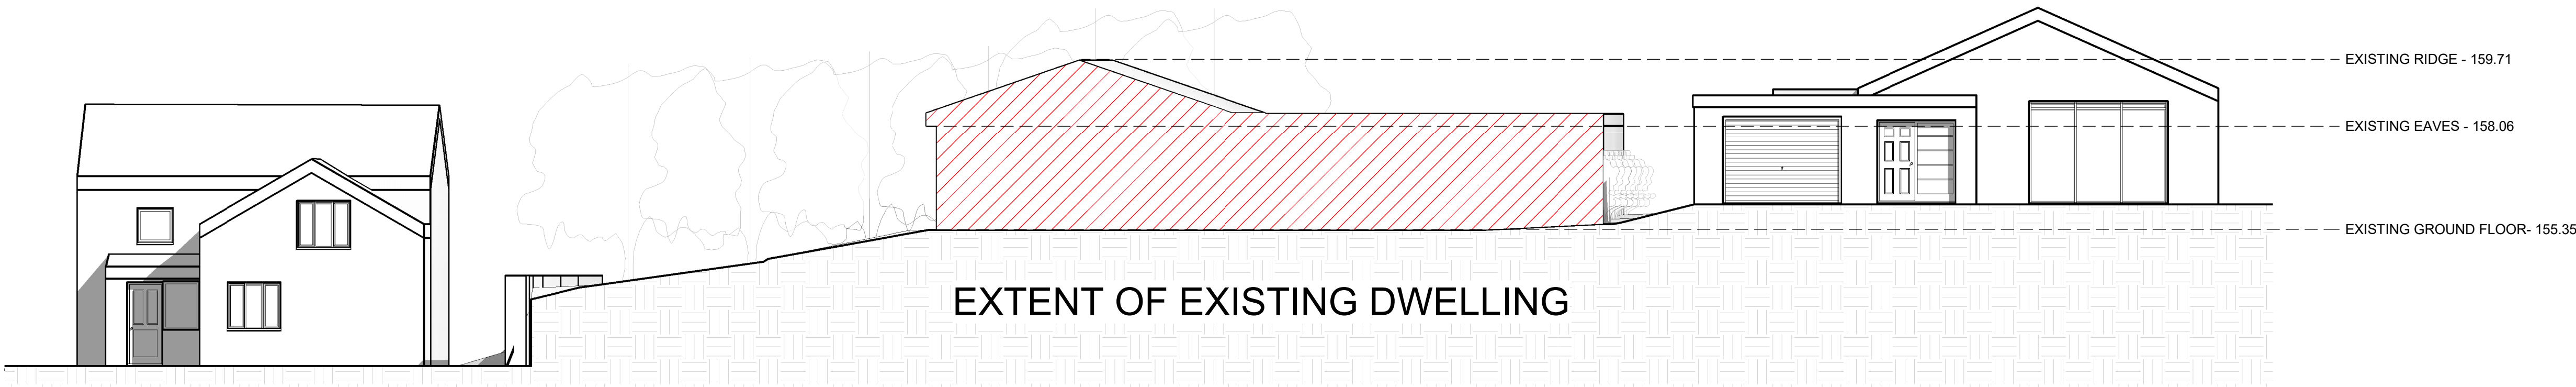 EXISTING RIDGE - 159.71
EXISTING EAVES - 158.06
EXISTING GROUND FLOOR- 155.35
EXTENT OF EXISTING DWELLING